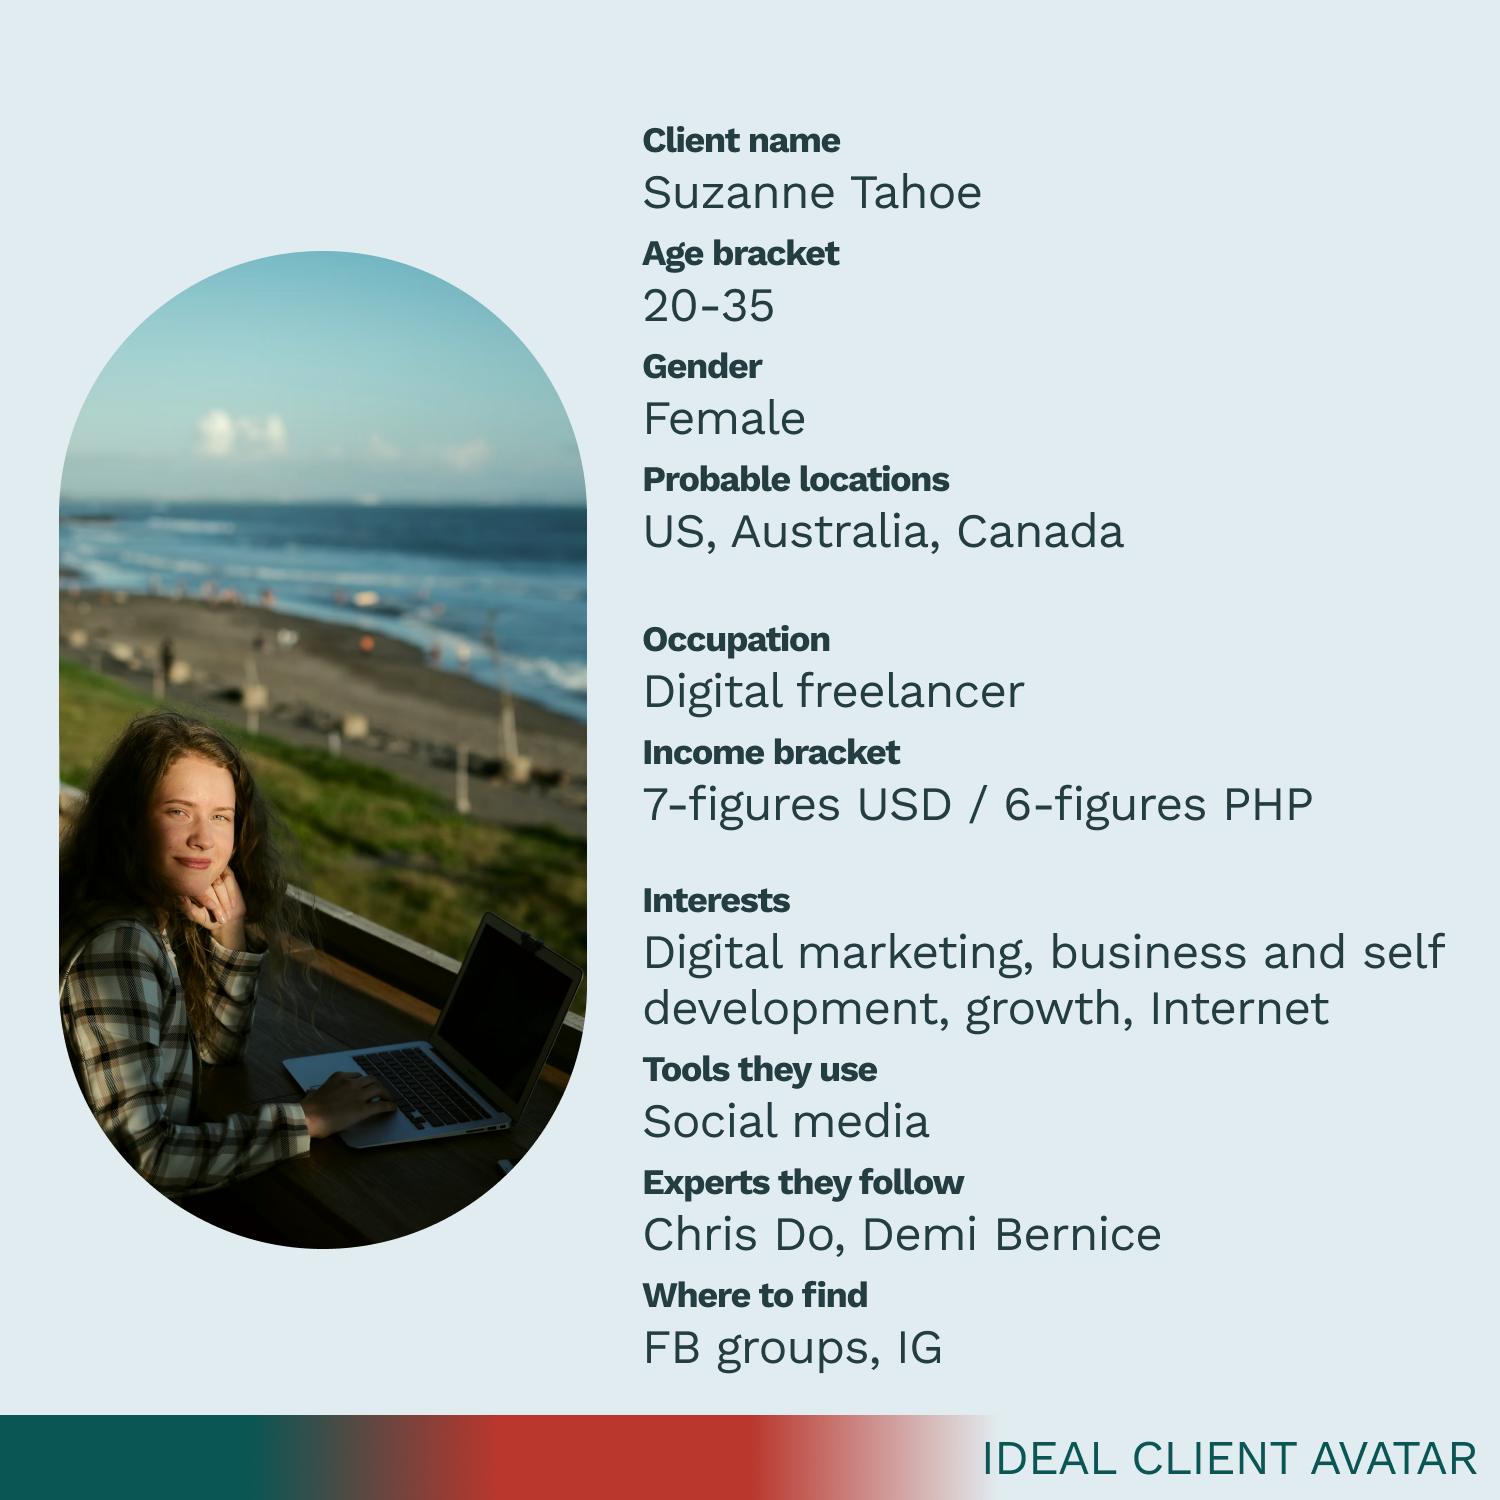 Client name
Suzanne Tahoe
Age bracket
20-35
Gender
Female
Probable locations
US, Australia, Canada
Occupation
Digital freelancer
Income bracket
7-figures USD / 6-figures PHP
Interests
Digital marketing, business and self
development, growth, Internet
Tools they use
Social media
Experts they follow
Chris Do, Demi Bernice
Where to find
FB groups, IG
IDEAL CLIENT AVATAR